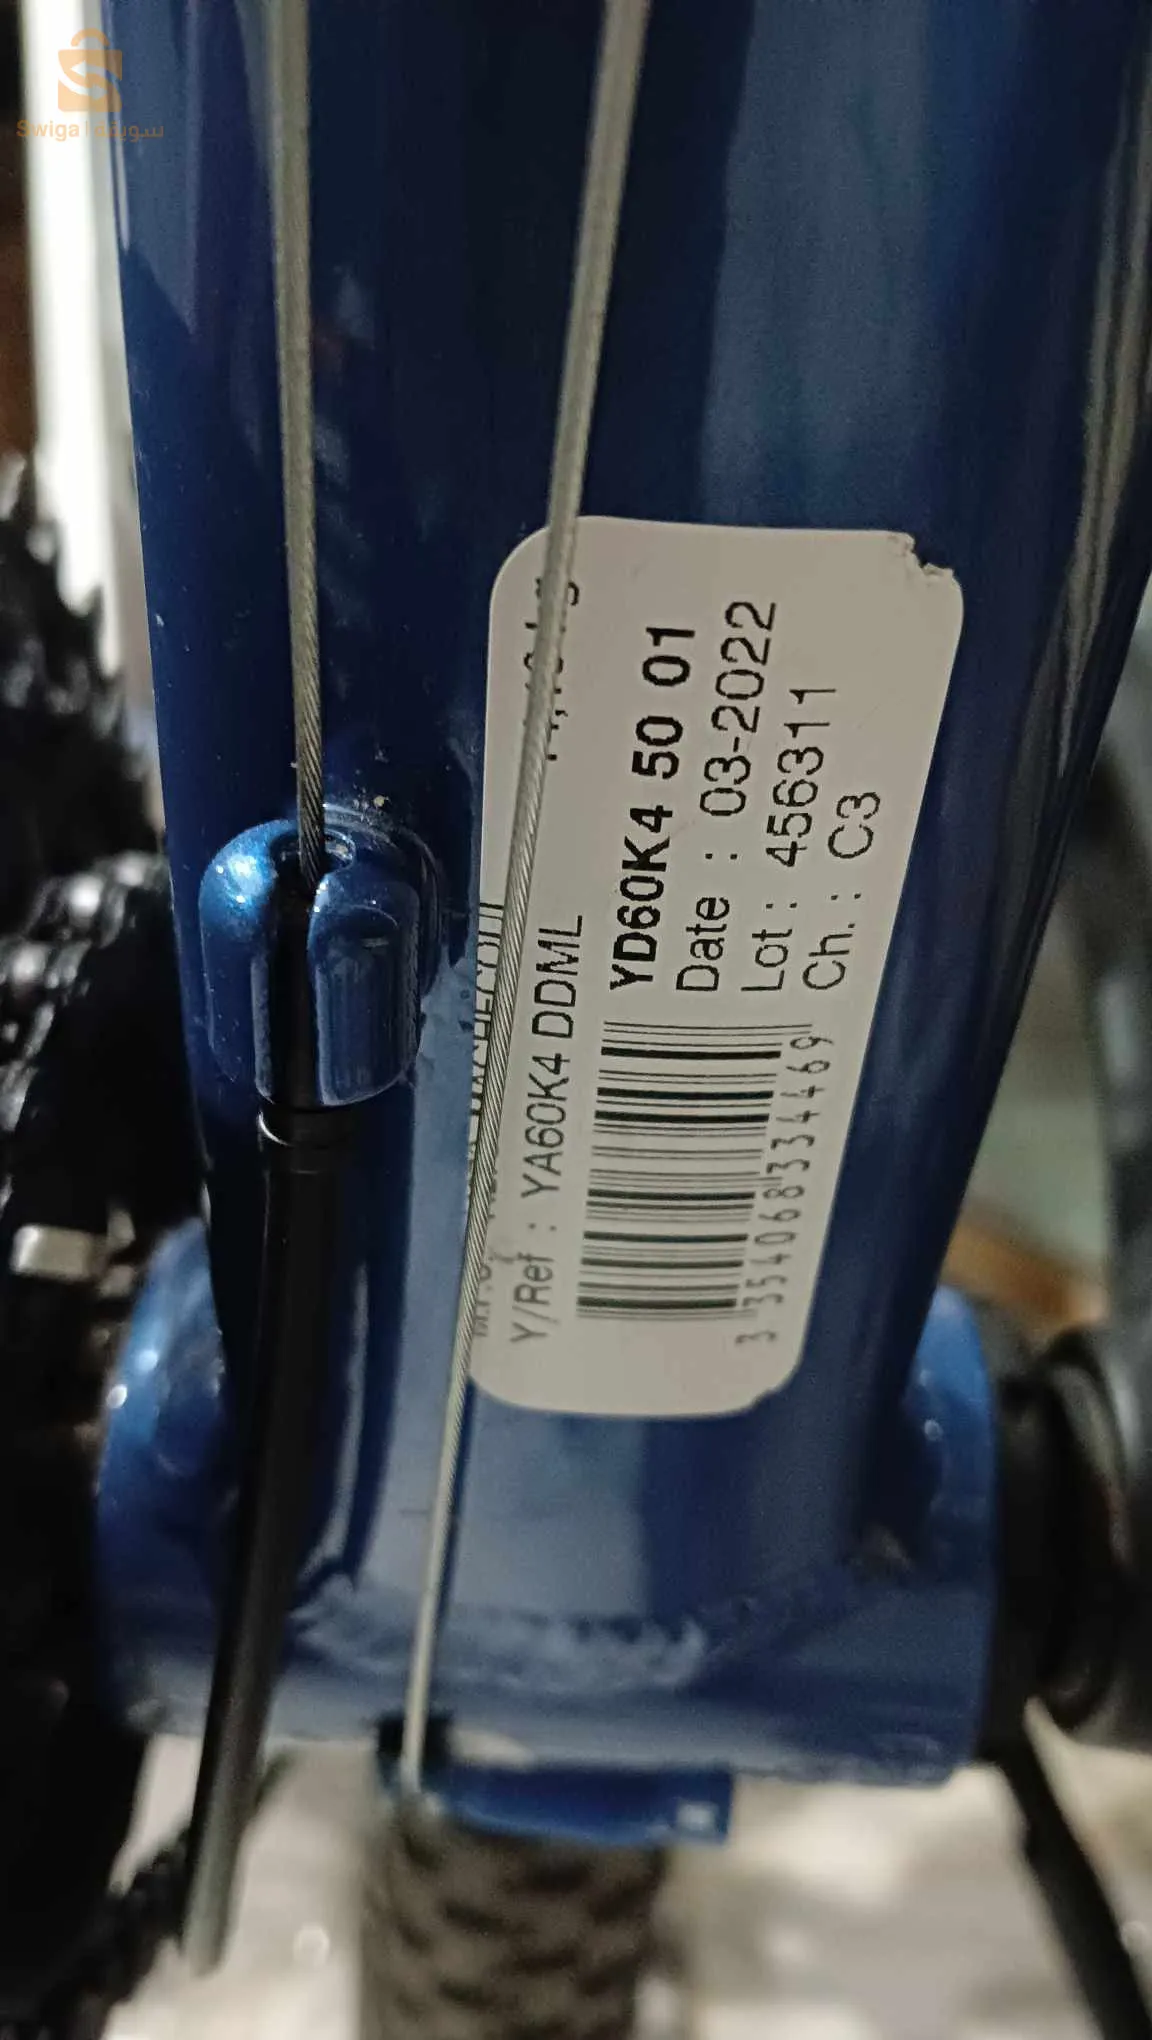 Swiga | سويقة
Y/Ref : YA60K4 DDML
YD60K4 50 01
Date : 03-2022
Lot : 456311
Ch. : C3
3 354068 334469